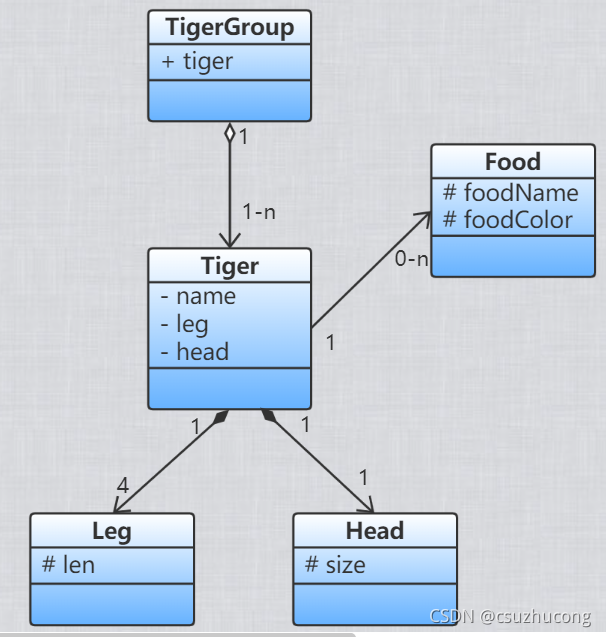 TigerGroup
+ tiger
1
1-n
Food
# foodName
# foodColor
0-n
1
Tiger
- name
- leg
- head
1
1
4
1
Leg
# len
Head
# size
CSDN @csuzhucong